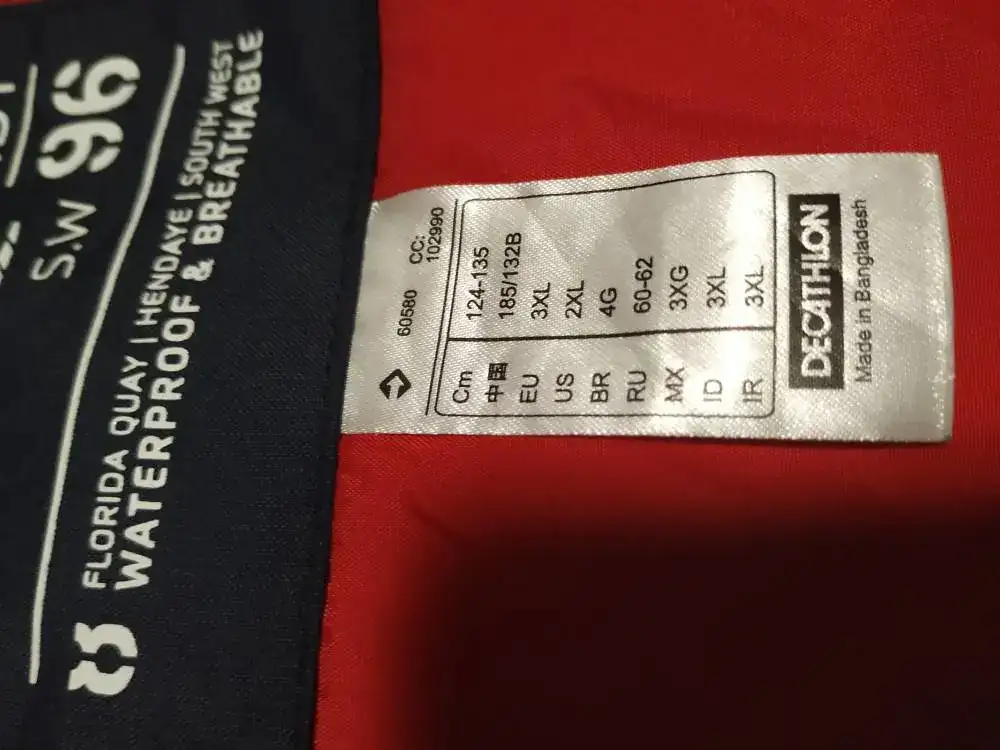 S.W 96
FLORIDA QUAY | HENDAYE | SOUTH WEST
WATERPROOF & BREATHABLE
60580 CC: 102990
Cm 124-135
中国 185/132B
EU 3XL
US 2XL
BR 4G
RU 60-62
MX 3XG
ID 3XL
IR 3XL
DECATHLON
Made in Bangladesh